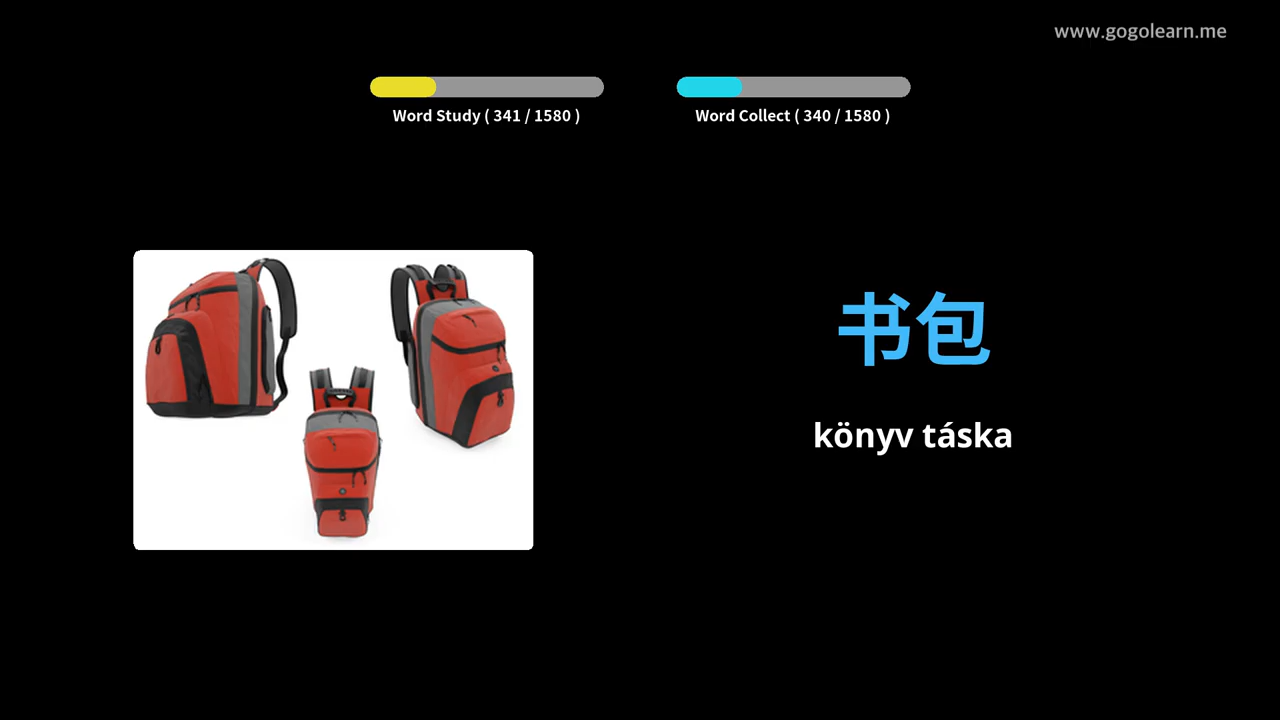 www.gogolearn.me
Word Study ( 341 / 1580 )
Word Collect ( 340 / 1580 )
书包
könyv táska